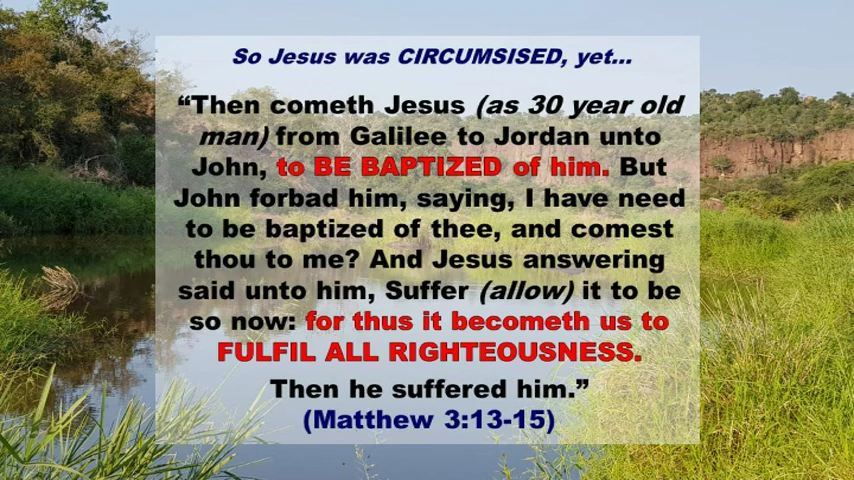 So Jesus was CIRCUMSISED, yet...
“Then cometh Jesus (as 30 year old
man) from Galilee to Jordan unto
John, to BE BAPTIZED of him. But
John forbad him, saying, I have need
to be baptized of thee, and comest
thou to me? And Jesus answering
said unto him, Suffer (allow) it to be
so now: for thus it becometh us to
FULFIL ALL RIGHTEOUSNESS.
Then he suffered him.”
(Matthew 3:13-15)